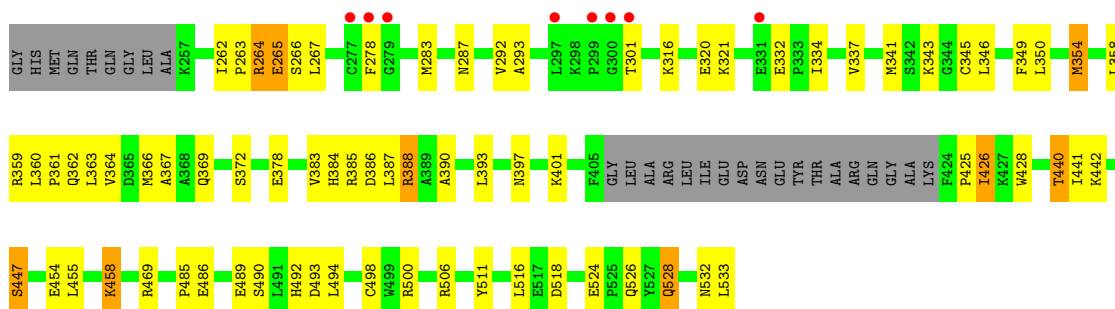 GLY HIS MET GLN THR GLN GLY LEU ALA K257 I262 P263 R264 E265 S266 L267 C277 F278 G279 M283 N287 V292 A293 L297 K298 P299 G300 T301 K316 E320 K321 E331 E332 P333 I334 V337 M341 S342 K343 G344 C345 L346 F349 L350 M354 L358
R359 L360 P361 Q362 L363 V364 D365 M366 A367 A368 Q369 S372 E378 V383 H384 R385 D386 L387 R388 A389 A390 L393 N397 K401 F405 GLY LEU ALA ARG LEU ILE GLU ASP ASN GLU TYR THR ALA ARG GLN GLY ALA LYS F424 P425 I426 K427 W428 T440 I441 K442
S447 E454 L455 K458 R469 P485 E486 E489 S490 L491 H492 D493 L494 C498 W499 R500 R506 Y511 L516 E517 D518 E524 P525 Q526 Y527 Q528 N532 L533